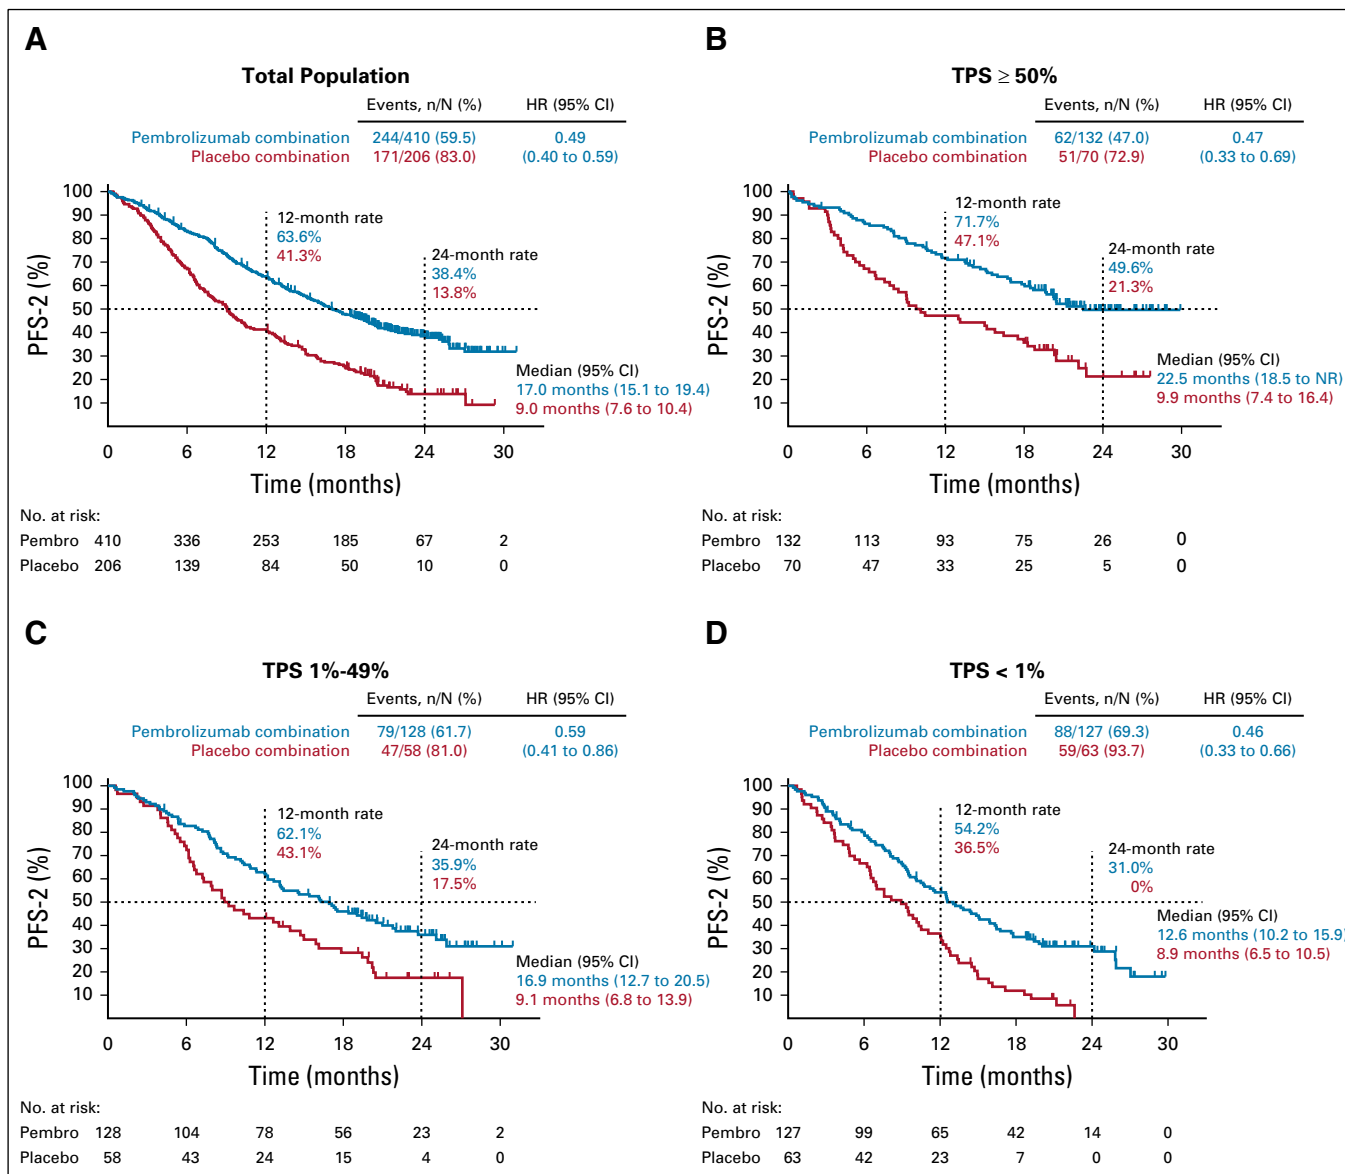 A
Total Population
Events, n/N (%) HR (95% CI)
Pembrolizumab combination 244/410 (59.5) 0.49
Placebo combination 171/206 (83.0) (0.40 to 0.59)
100
90
80
70
60
50
40
30
20
10
PFS-2 (%)
12-month rate
63.6%
41.3%
24-month rate
38.4%
13.8%
Median (95% CI)
17.0 months (15.1 to 19.4)
9.0 months (7.6 to 10.4)
0 6 12 18 24 30
Time (months)
No. at risk:
Pembro 410 336 253 185 67 2
Placebo 206 139 84 50 10 0
B
TPS ≥ 50%
Events, n/N (%) HR (95% CI)
Pembrolizumab combination 62/132 (47.0) 0.47
Placebo combination 51/70 (72.9) (0.33 to 0.69)
100
90
80
70
60
50
40
30
20
10
PFS-2 (%)
12-month rate
71.7%
47.1%
24-month rate
49.6%
21.3%
Median (95% CI)
22.5 months (18.5 to NR)
9.9 months (7.4 to 16.4)
0 6 12 18 24 30
Time (months)
No. at risk:
Pembro 132 113 93 75 26 0
Placebo 70 47 33 25 5 0
C
TPS 1%-49%
Events, n/N (%) HR (95% CI)
Pembrolizumab combination 79/128 (61.7) 0.59
Placebo combination 47/58 (81.0) (0.41 to 0.86)
100
90
80
70
60
50
40
30
20
10
PFS-2 (%)
12-month rate
62.1%
43.1%
24-month rate
35.9%
17.5%
Median (95% CI)
16.9 months (12.7 to 20.5)
9.1 months (6.8 to 13.9)
0 6 12 18 24 30
Time (months)
No. at risk:
Pembro 128 104 78 56 23 2
Placebo 58 43 24 15 4 0
D
TPS < 1%
Events, n/N (%) HR (95% CI)
Pembrolizumab combination 88/127 (69.3) 0.46
Placebo combination 59/63 (93.7) (0.33 to 0.66)
100
90
80
70
60
50
40
30
20
10
PFS-2 (%)
12-month rate
54.2%
36.5%
24-month rate
31.0%
0%
Median (95% CI)
12.6 months (10.2 to 15.9)
8.9 months (6.5 to 10.5)
0 6 12 18 24 30
Time (months)
No. at risk:
Pembro 127 99 65 42 14 0
Placebo 63 42 23 7 0 0